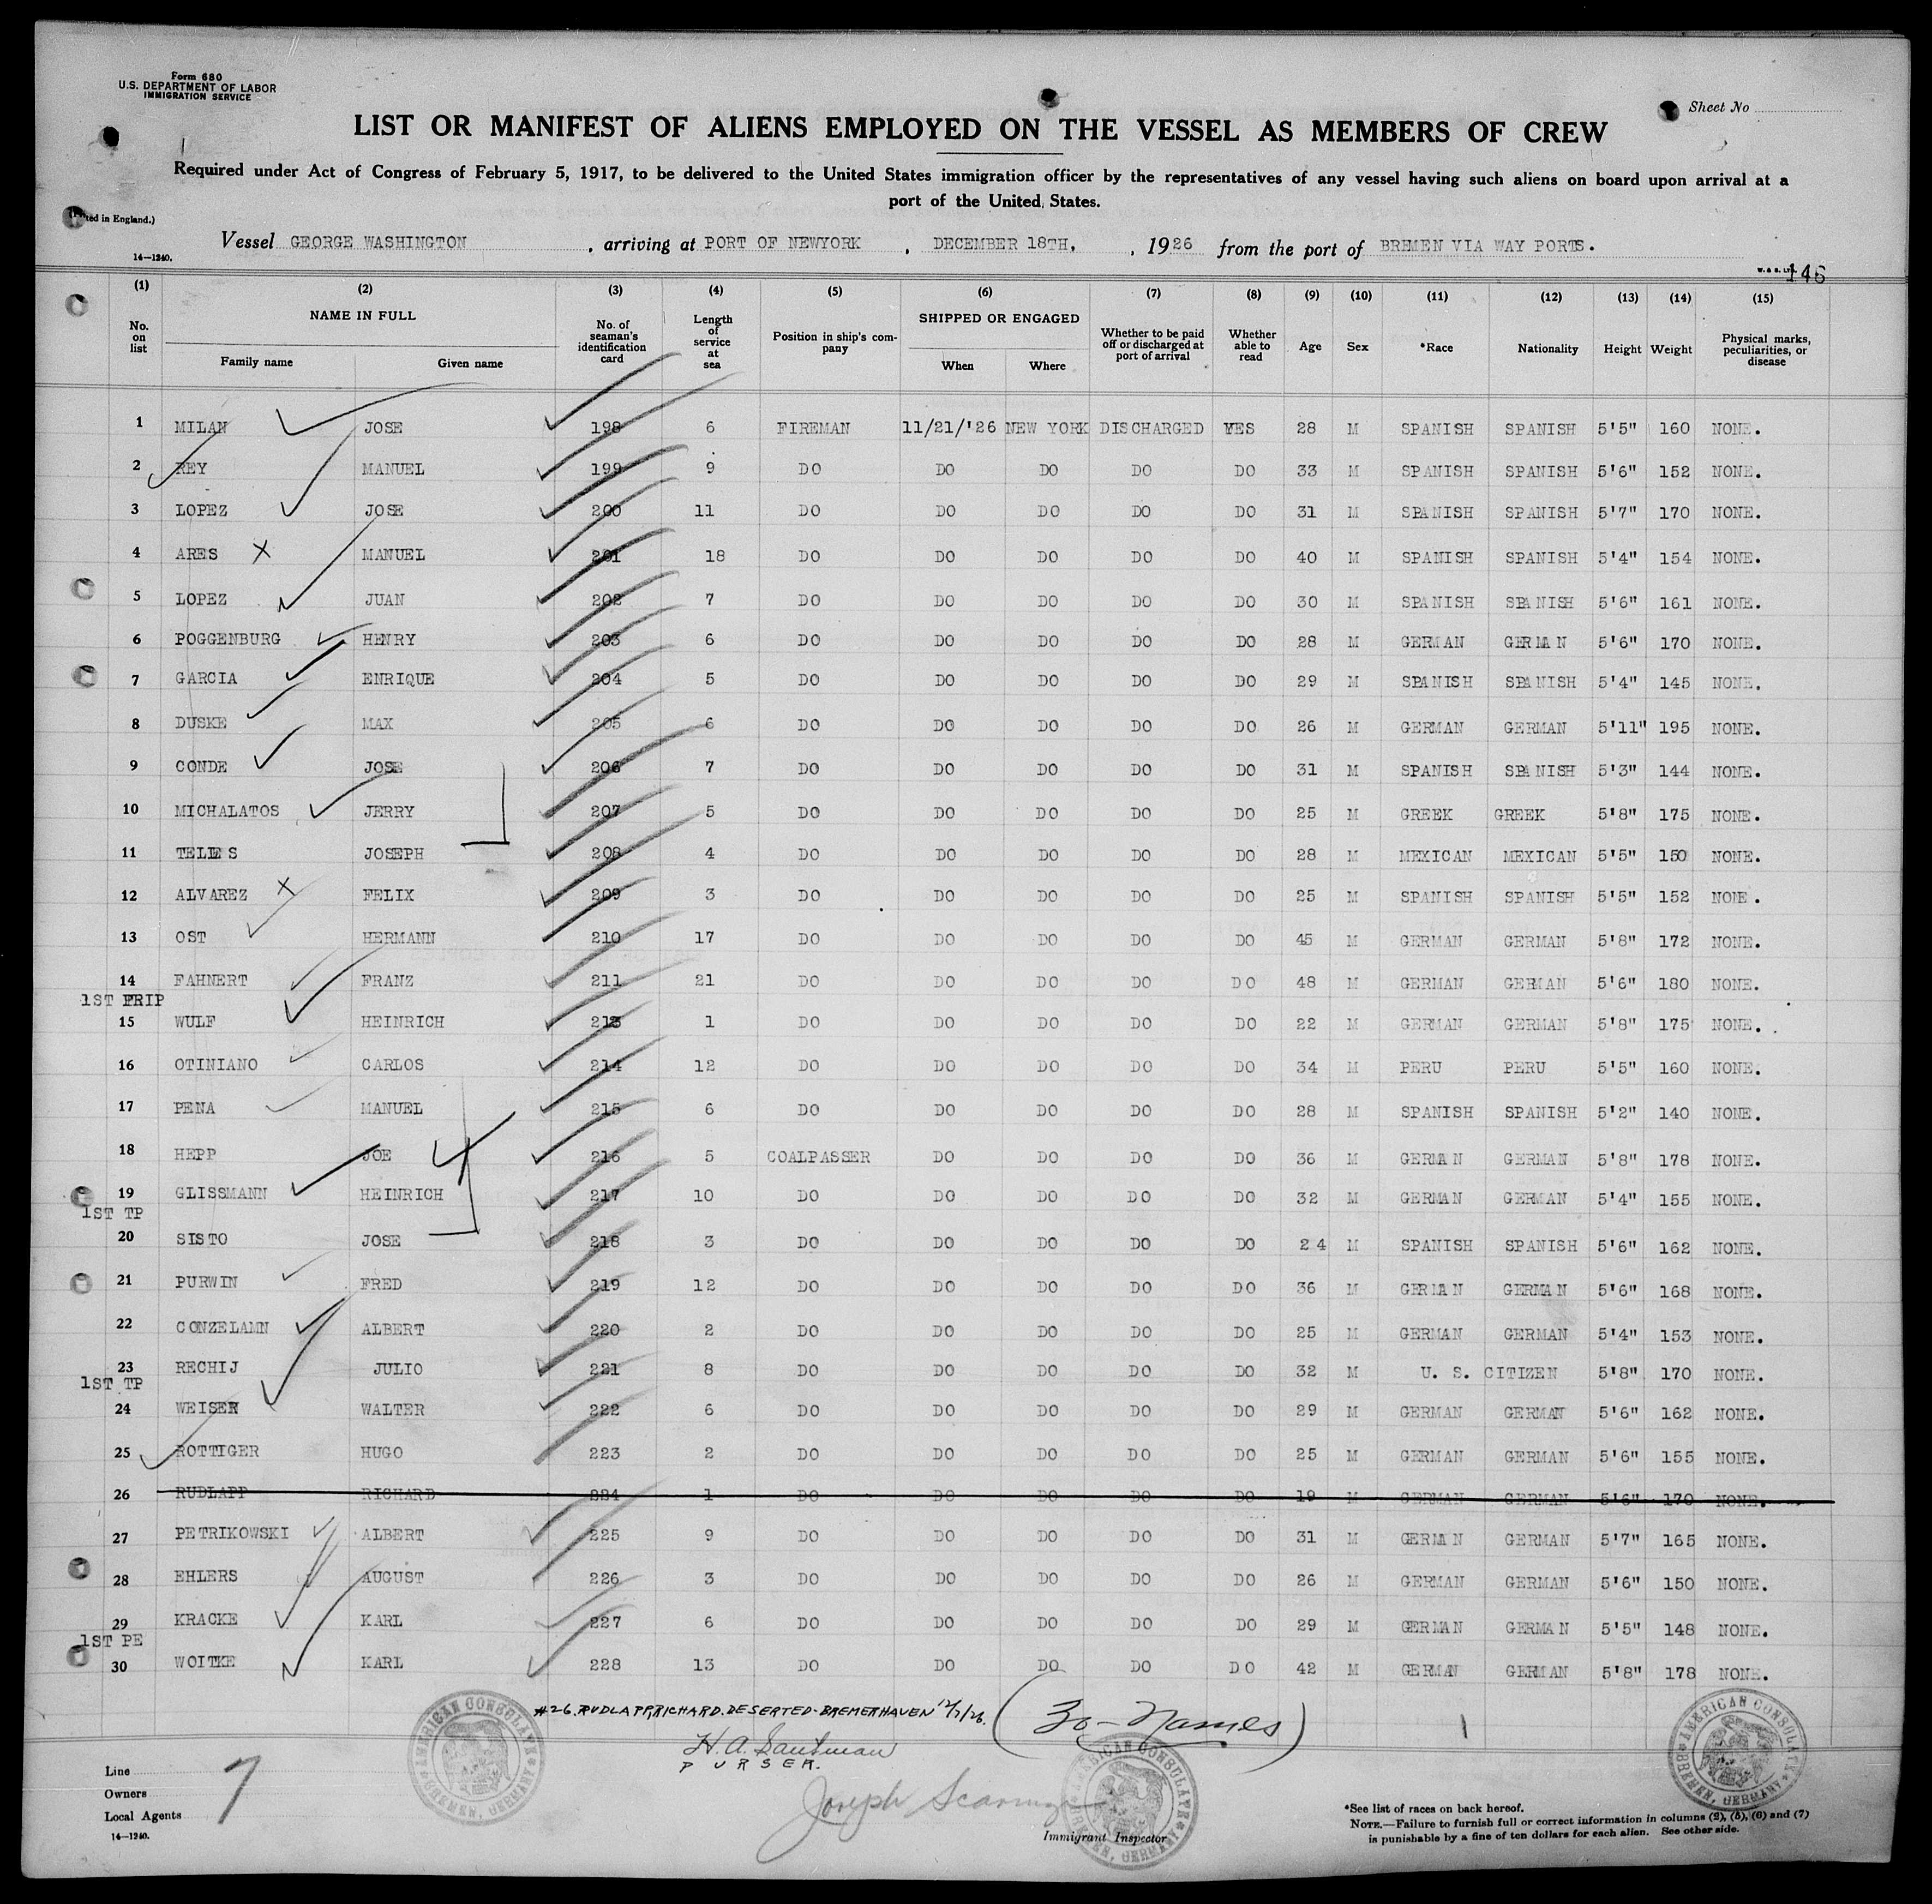 Form 680
U.S. DEPARTMENT OF LABOR
IMMIGRATION SERVICE
Sheet No
LIST OR MANIFEST OF ALIENS EMPLOYED ON THE VESSEL AS MEMBERS OF CREW
Required under Act of Congress of February 5, 1917, to be delivered to the United States immigration officer by the representatives of any vessel having such aliens on board upon arrival at a
port of the United States.
ted in England.)
Vessel GEORGE WASHINGTON , arriving at PORT OF NEWYORK , DECEMBER 18TH, , 1926 from the port of BREMEN VIA WAY PORTS.
14—1240.
W. & S. LTD. 146
(1) (2) (3) (4) (5) (6) (7) (8) (9) (10) (11) (12) (13) (14) (15)
No. on list NAME IN FULL Family name Given name No. of seaman's identification card Length of service at sea Position in ship's company SHIPPED OR ENGAGED When Where Whether to be paid off or discharged at port of arrival Whether able to read Age Sex *Race Nationality Height Weight Physical marks, peculiarities, or disease
1 MILAN JOSE 198 6 FIREMAN 11/21/'26 NEW YORK DISCHARGED YES 28 M SPANISH SPANISH 5'5" 160 NONE.
2 REY MANUEL 199 9 DO DO DO DO DO 33 M SPANISH SPANISH 5'6" 152 NONE.
3 LOPEZ JOSE 200 11 DO DO DO DO DO 31 M SPANISH SPANISH 5'7" 170 NONE.
4 ARES X MANUEL 201 18 DO DO DO DO DO 40 M SPANISH SPANISH 5'4" 154 NONE.
5 LOPEZ JUAN 202 7 DO DO DO DO DO 30 M SPANISH SPANISH 5'6" 161 NONE.
6 POGGENBURG HENRY 203 6 DO DO DO DO DO 28 M GERMAN GERMAN 5'6" 170 NONE.
7 GARCIA ENRIQUE 204 5 DO DO DO DO DO 29 M SPANISH SPANISH 5'4" 145 NONE.
8 DUSKE MAX 205 6 DO DO DO DO DO 26 M GERMAN GERMAN 5'11" 195 NONE.
9 CONDE JOSE 206 7 DO DO DO DO DO 31 M SPANISH SPANISH 5'3" 144 NONE.
10 MICHALATOS JERRY 207 5 DO DO DO DO DO 25 M GREEK GREEK 5'8" 175 NONE.
11 TELLES JOSEPH 208 4 DO DO DO DO DO 28 M MEXICAN MEXICAN 5'5" 150 NONE.
12 ALVAREZ X FELIX 209 3 DO DO DO DO DO 25 M SPANISH SPANISH 5'5" 152 NONE.
13 OST HERMANN 210 17 DO DO DO DO DO 45 M GERMAN GERMAN 5'8" 172 NONE.
14 FAHNERT FRANZ 211 21 DO DO DO DO DO 48 M GERMAN GERMAN 5'6" 180 NONE.
1ST PRIP
15 WULF HEINRICH 213 1 DO DO DO DO DO 22 M GERMAN GERMAN 5'8" 175 NONE.
16 OTINIANO CARLOS 214 12 DO DO DO DO DO 34 M PERU PERU 5'5" 160 NONE.
17 PENA MANUEL 215 6 DO DO DO DO DO 28 M SPANISH SPANISH 5'2" 140 NONE.
18 HEPP JOE 216 5 COALPASSER DO DO DO DO 36 M GERMAN GERMAN 5'8" 178 NONE.
19 GLISSMANN HEINRICH 217 10 DO DO DO DO DO 32 M GERMAN GERMAN 5'4" 155 NONE.
1ST TP
20 SISTO JOSE 218 3 DO DO DO DO DO 24 M SPANISH SPANISH 5'6" 162 NONE.
21 PURWIN FRED 219 12 DO DO DO DO DO 36 M GERMAN GERMAN 5'6" 168 NONE.
22 CONZELAMN ALBERT 220 2 DO DO DO DO DO 25 M GERMAN GERMAN 5'4" 153 NONE.
23 RECHIJ JULIO 221 8 DO DO DO DO DO 32 M U. S. CITIZEN 5'8" 170 NONE.
1ST TP
24 WEISER WALTER 222 6 DO DO DO DO DO 29 M GERMAN GERMAN 5'6" 162 NONE.
25 ROTTIGER HUGO 223 2 DO DO DO DO DO 25 M GERMAN GERMAN 5'6" 155 NONE.
26 RUDLAPP RICHARD 224 1 DO DO DO DO DO 19 M GERMAN GERMAN 5'6" 170 NONE.
27 PETRIKOWSKI ALBERT 225 9 DO DO DO DO DO 31 M GERMAN GERMAN 5'7" 165 NONE.
28 EHLERS AUGUST 226 3 DO DO DO DO DO 26 M GERMAN GERMAN 5'6" 150 NONE.
29 KRACKE KARL 227 6 DO DO DO DO DO 29 M GERMAN GERMAN 5'5" 148 NONE.
1ST PE
30 WOITKE KARL 228 13 DO DO DO DO DO 42 M GERMAN GERMAN 5'8" 178 NONE.
#26. RUDLAPP, RICHARD. DESERTED - BREMERHAVEN 12/7/26. (30 - Names)
H. A. Sautman
PURSER.
Joseph
Immigrant Inspector
AMERICAN CONSULATE BREMEN, GERMANY
AMERICAN CONSULATE BREMEN, GERMANY
AMERICAN CONSULATE BREMEN, GERMANY
Line
Owners
Local Agents
14—1240.
7
*See list of races on back hereof.
NOTE.—Failure to furnish full or correct information in columns (2), (5), (6) and (7)
is punishable by a fine of ten dollars for each alien. See other side.